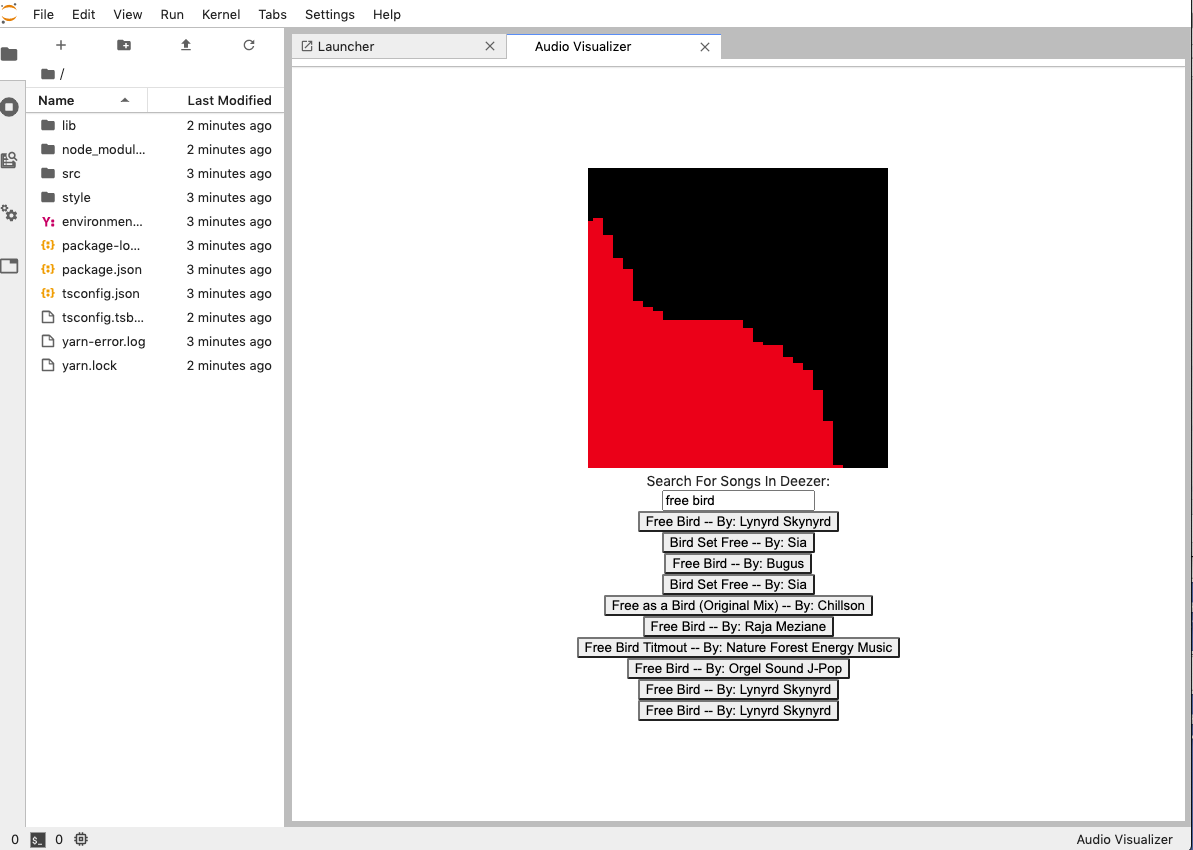 File Edit View Run Kernel Tabs Settings Help
Launcher
Audio Visualizer
/
Name Last Modified
lib 2 minutes ago
node_modul... 2 minutes ago
src 3 minutes ago
style 3 minutes ago
Y: environmen... 3 minutes ago
{:} package-lo... 3 minutes ago
{:} package.json 3 minutes ago
{:} tsconfig.json 3 minutes ago
tsconfig.tsb... 2 minutes ago
yarn-error.log 3 minutes ago
yarn.lock 2 minutes ago
Search For Songs In Deezer:
free bird
Free Bird -- By: Lynyrd Skynyrd
Bird Set Free -- By: Sia
Free Bird -- By: Bugus
Bird Set Free -- By: Sia
Free as a Bird (Original Mix) -- By: Chillson
Free Bird -- By: Raja Meziane
Free Bird Titmout -- By: Nature Forest Energy Music
Free Bird -- By: Orgel Sound J-Pop
Free Bird -- By: Lynyrd Skynyrd
Free Bird -- By: Lynyrd Skynyrd
0 $_ 0 Audio Visualizer